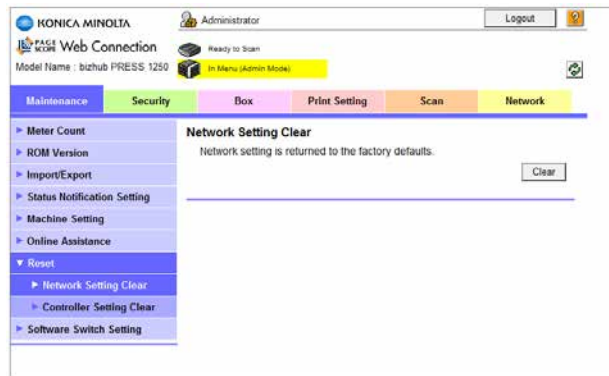 KONICA MINOLTA
Administrator
Logout
?
PAGE SCOPE Web Connection
Ready to Scan
Model Name : bizhub PRESS 1250
In Menu (Admin Mode)
Maintenance
Security
Box
Print Setting
Scan
Network
Meter Count
ROM Version
Import/Export
Status Notification Setting
Machine Setting
Online Assistance
Reset
Network Setting Clear
Controller Setting Clear
Software Switch Setting
Network Setting Clear
Network setting is returned to the factory defaults.
Clear